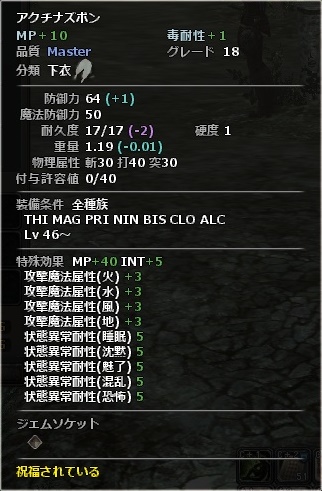 アクチナズボン
MP+10 毒耐性+1
品質 Master グレード 18
分類 下衣
防御力 64 (+1)
魔法防御力 50
耐久度 17/17 (-2) 硬度 1
重量 1.19 (-0.01)
物理属性 斬30 打40 突30
付与許容値 0/40
装備条件 全種族
THI MAG PRI NIN BIS CLO ALC
Lv 46～
特殊効果 MP+40 INT+5
攻撃魔法属性(火) +3
攻撃魔法属性(水) +3
攻撃魔法属性(風) +3
攻撃魔法属性(地) +3
状態異常耐性(睡眠) 5
状態異常耐性(沈黙) 5
状態異常耐性(魅了) 5
状態異常耐性(混乱) 5
状態異常耐性(恐怖) 5
ジェムソケット
祝福されている